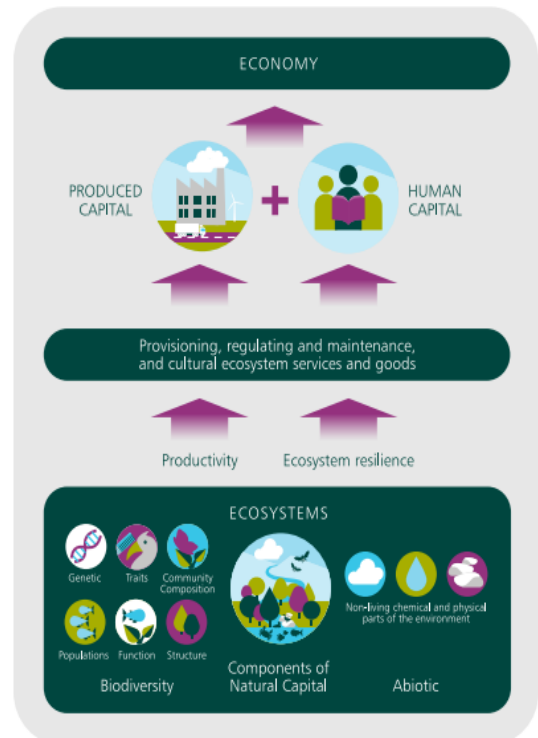 ECONOMY
PRODUCED
CAPITAL
+
HUMAN
CAPITAL
Provisioning, regulating and maintenance,
and cultural ecosystem services and goods
Productivity
Ecosystem resilience
ECOSYSTEMS
Genetic
Traits
Community
Composition
Populations
Function
Structure
Biodiversity
Components of
Natural Capital
Non-living chemical and physical
parts of the environment
Abiotic